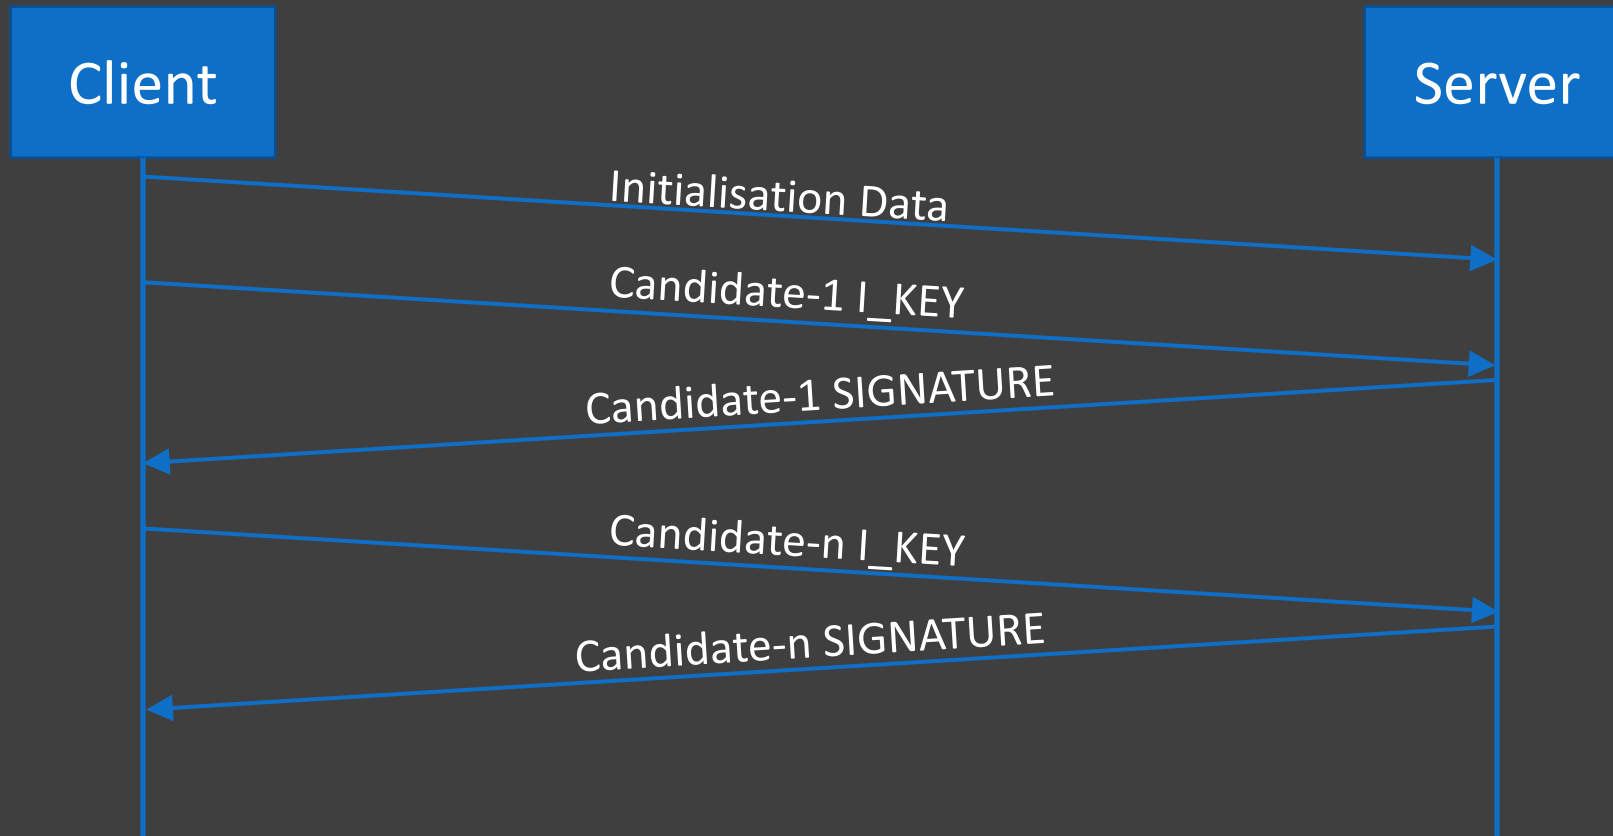 Client
Server
Initialisation Data
Candidate-1 I_KEY
Candidate-1 SIGNATURE
Candidate-n I_KEY
Candidate-n SIGNATURE